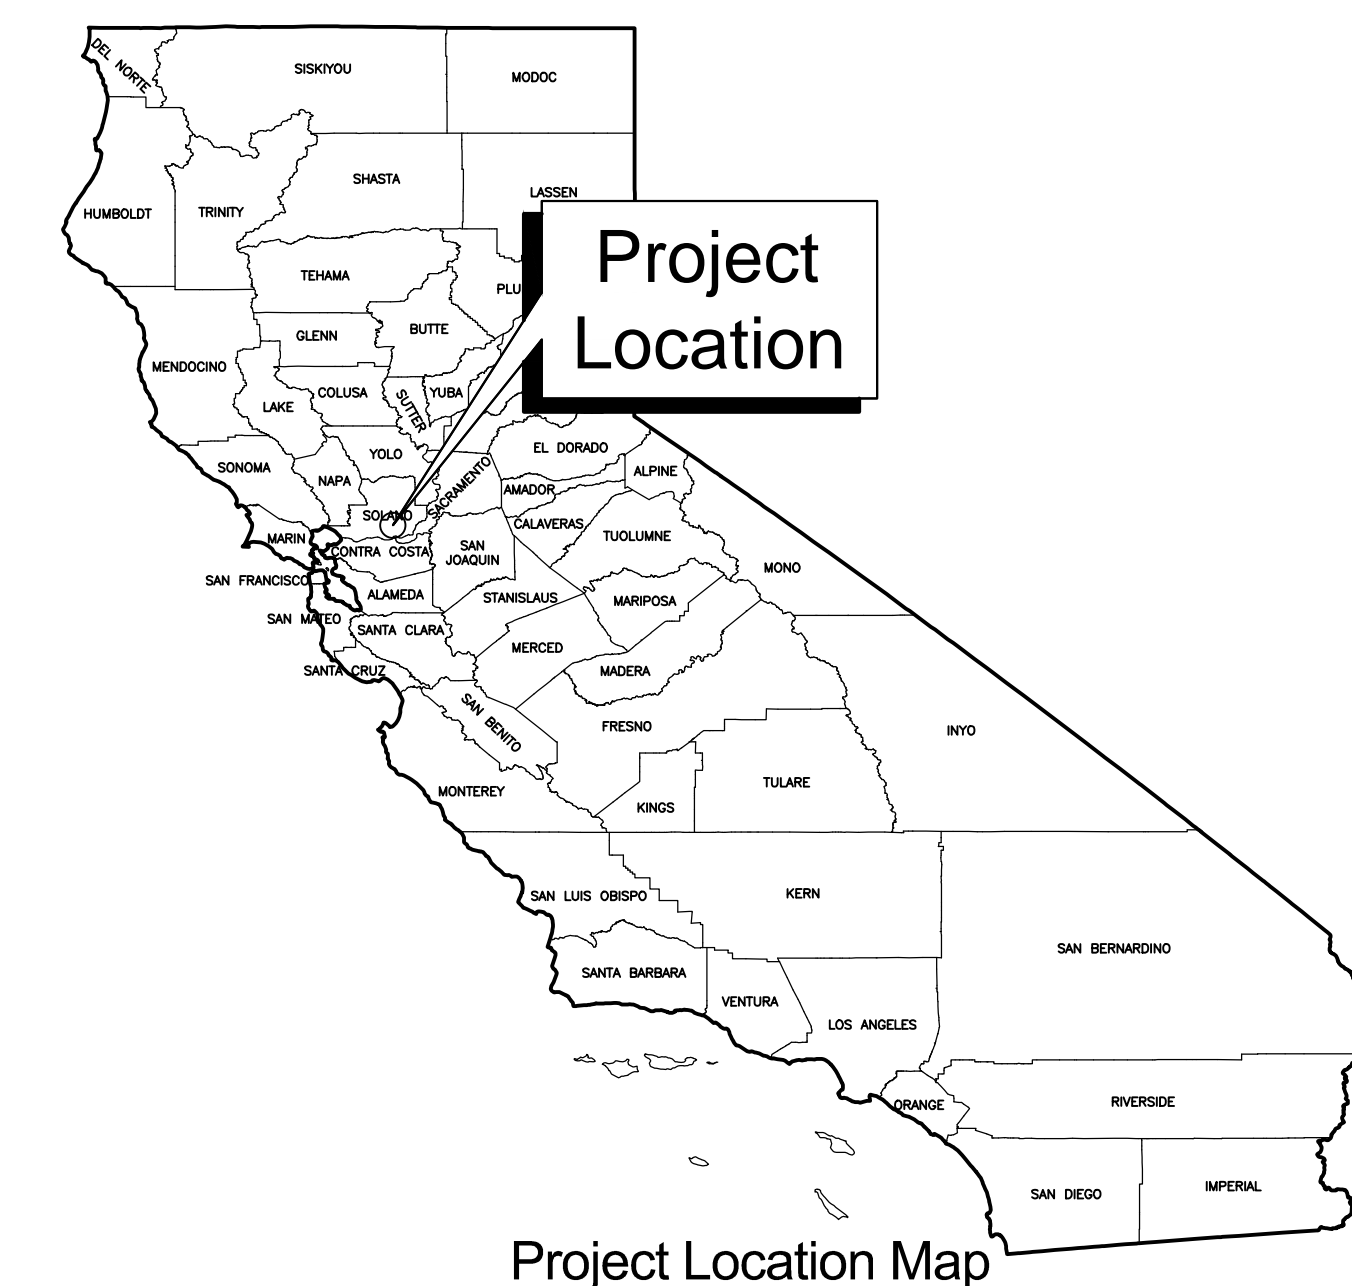 DEL NORTE
SISKIYOU
MODOC
SHASTA
LASSEN
HUMBOLDT
TRINITY
Project
Location
TEHAMA
PLU
GLENN
BUTTE
MENDOCINO
COLUSA
SUTTER
YUBA
LAKE
EL DORADO
YOLO
SONOMA
NAPA
SACRAMENTO
AMADOR
ALPINE
SOLANO
CALAVERAS
TUOLUMNE
MARIN
CONTRA COSTA
SAN
JOAQUIN
MONO
SAN FRANCISCO
ALAMEDA
STANISLAUS
MARIPOSA
SAN MATEO
SANTA CLARA
MERCED
SANTA CRUZ
MADERA
SAN BENITO
FRESNO
INYO
MONTEREY
KINGS
TULARE
SAN LUIS OBISPO
KERN
SAN BERNARDINO
SANTA BARBARA
VENTURA
LOS ANGELES
ORANGE
RIVERSIDE
SAN DIEGO
IMPERIAL
Project Location Map